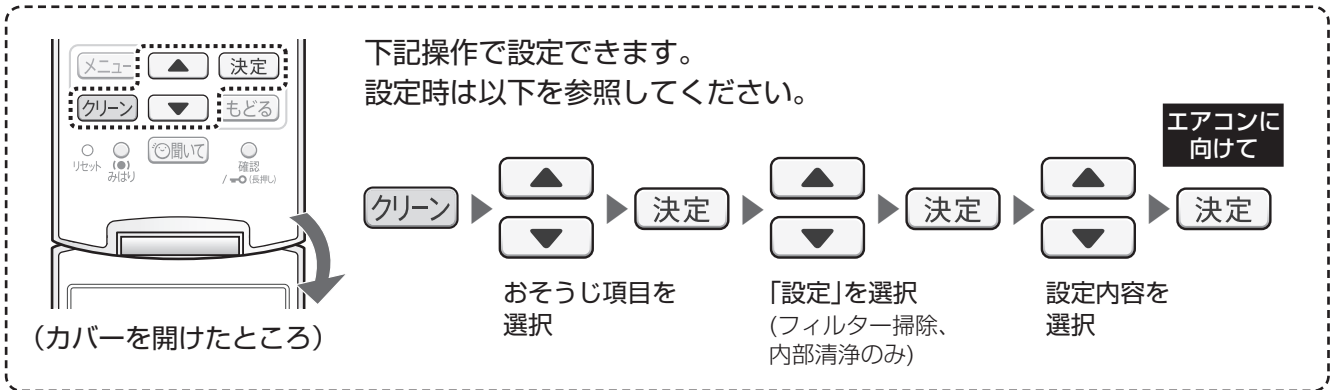 メニュー ▲ 決定
クリーン ▼ もどる
リセット みはり 聞いて 確認
/ (長押し)
(カバーを開けたところ)
下記操作で設定できます。
設定時は以下を参照してください。
エアコンに
向けて
クリーン ▶ ▲ ▼ ▶ 決定 ▶ ▲ ▼ ▶ 決定 ▶ ▲ ▼ ▶ 決定
おそうじ項目を
選択
「設定」を選択
(フィルター掃除、
内部清浄のみ)
設定内容を
選択